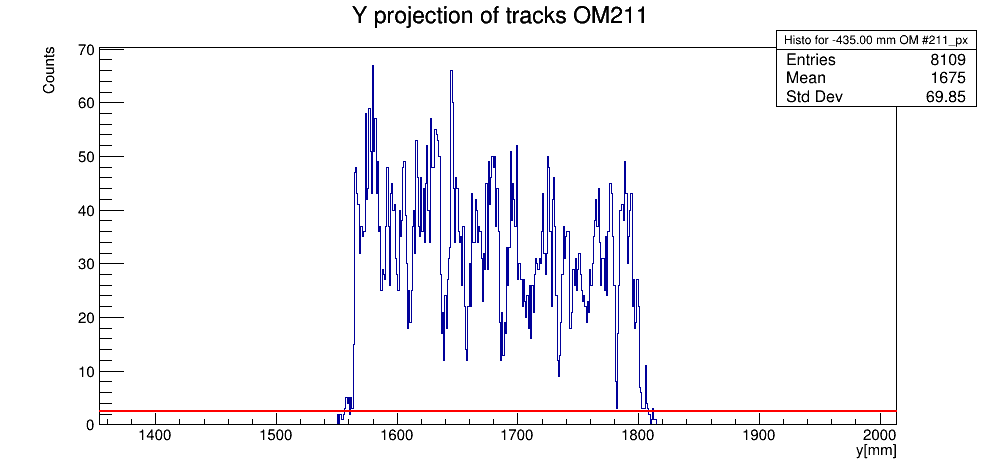 Y projection of tracks OM211
Histo for -435.00 mm OM #211_px
Entries 8109
Mean 1675
Std Dev 69.85
Counts
70
60
50
40
30
20
10
0
1400 1500 1600 1700 1800 1900 2000
y[mm]